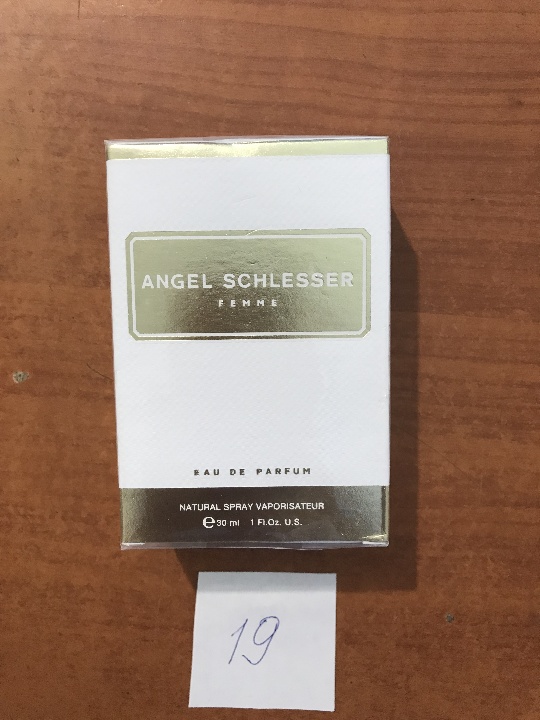 ANGEL SCHLESSER
FEMME
EAU DE PARFUM
NATURAL SPRAY VAPORISATEUR
℮30 ml 1 Fl.Oz. U.S.
19